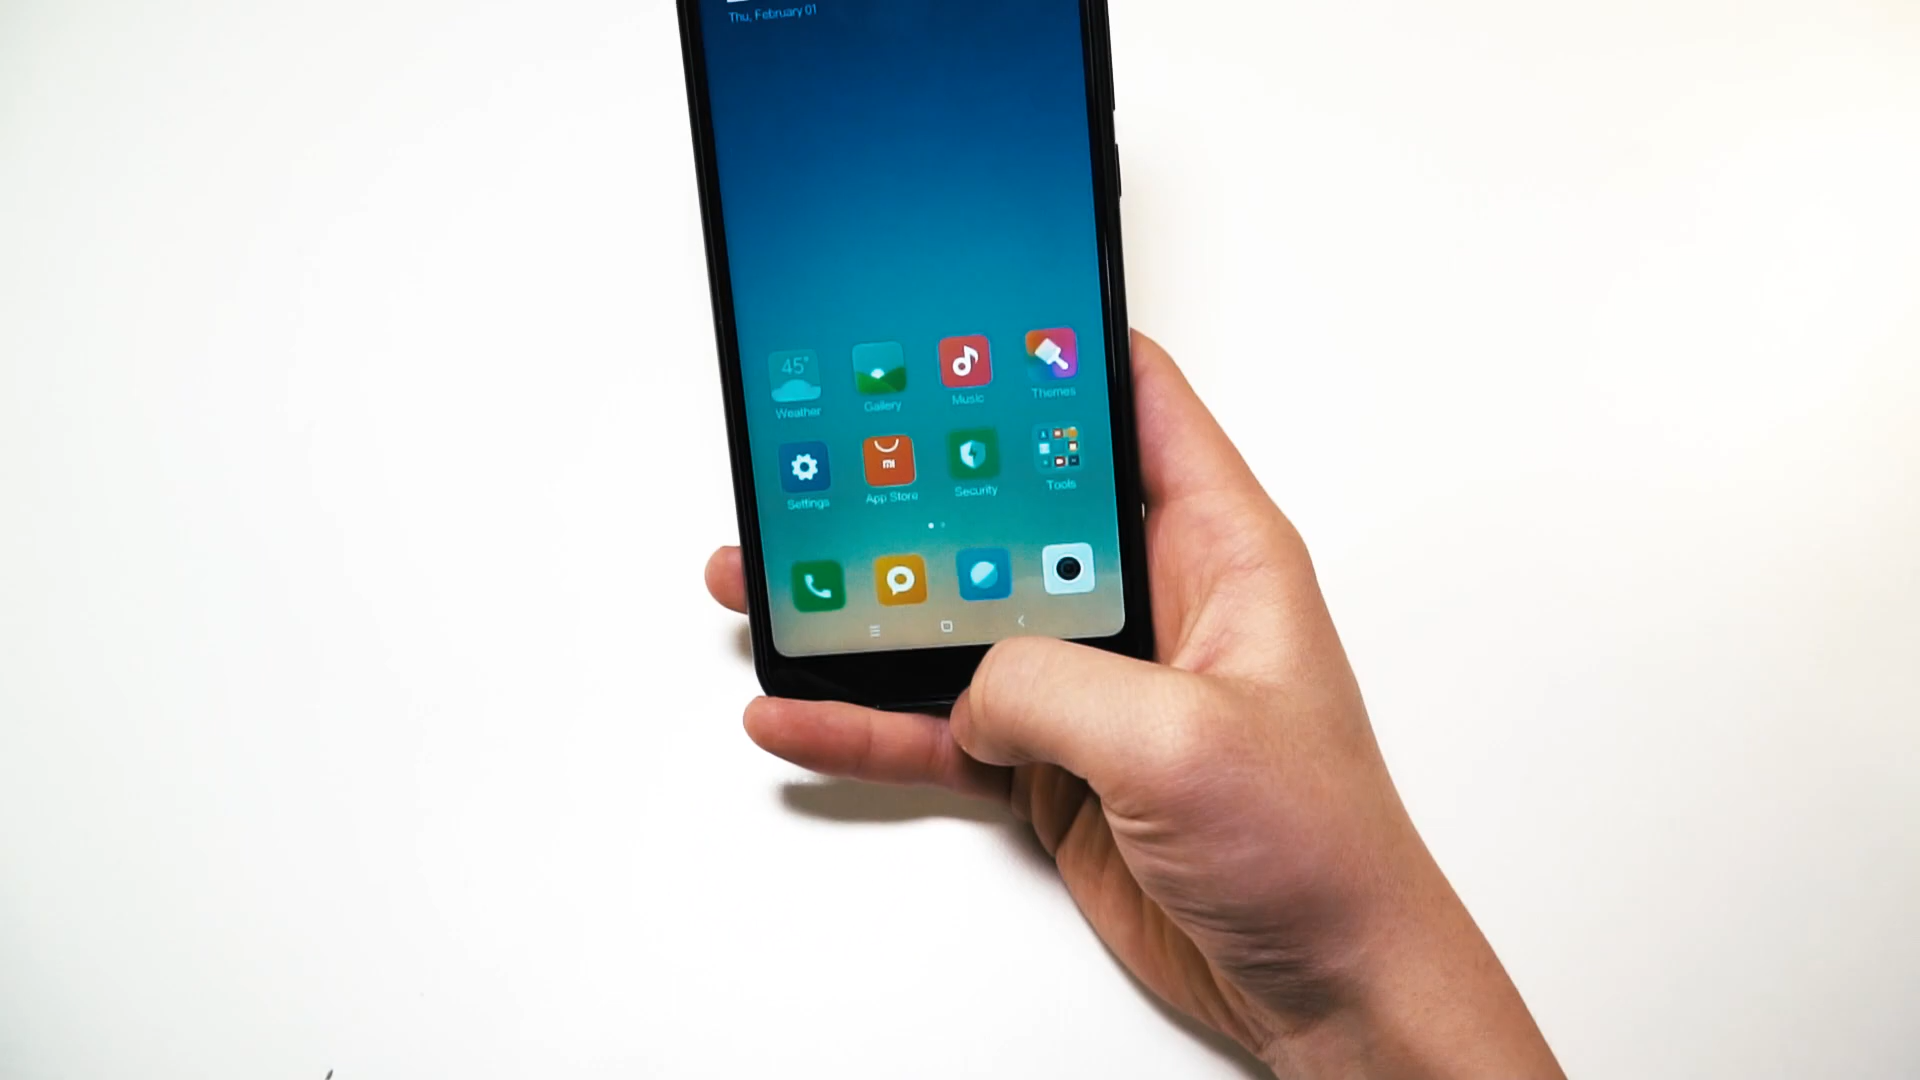 Thu, February 01
45°
Weather
Gallery
Music
Themes
mi
Settings
App Store
Security
Tools